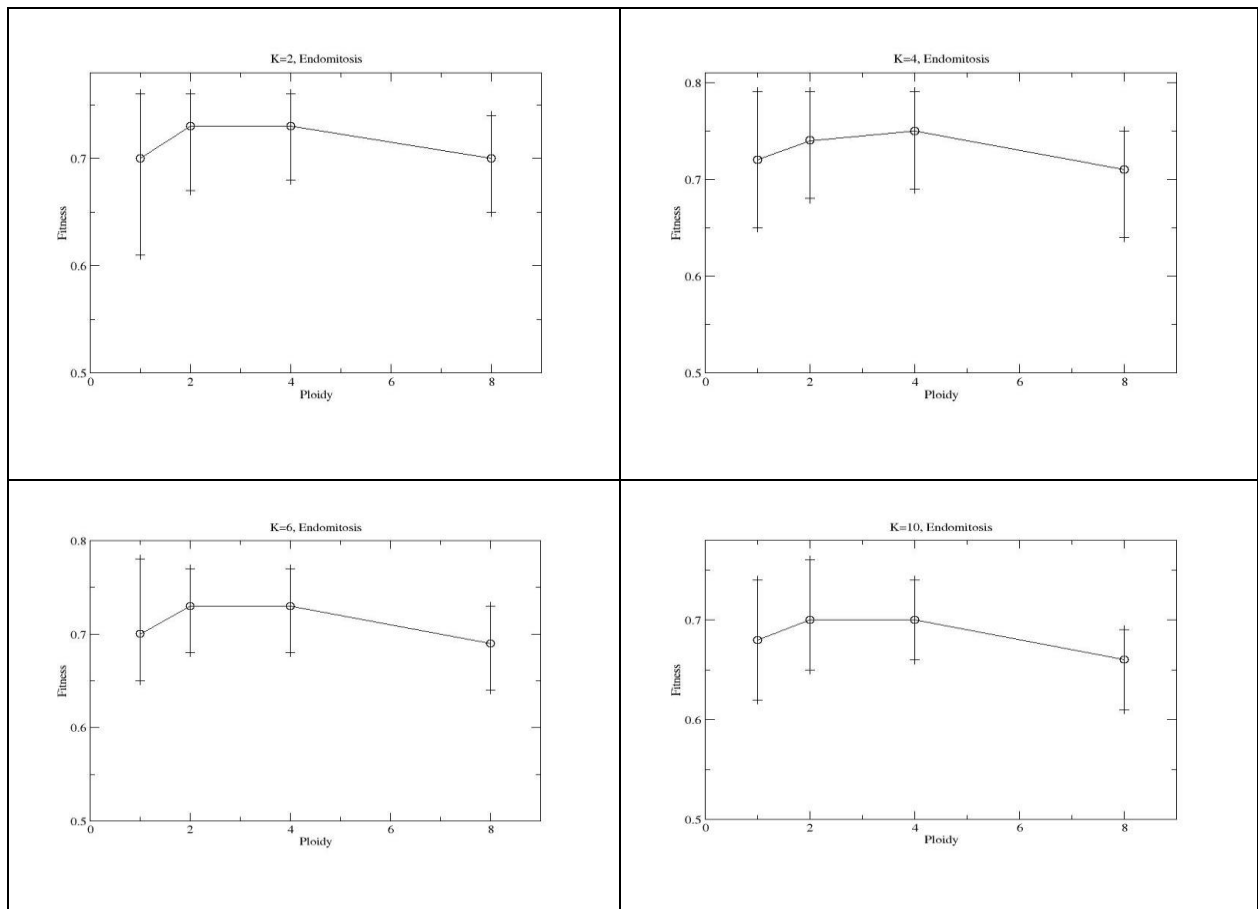 K=2, Endomitosis
0.7
0.6
0.5
Fitness
0 2 4 6 8
Ploidy
K=4, Endomitosis
0.8
0.7
0.6
0.5
Fitness
0 2 4 6 8
Ploidy
K=6, Endomitosis
0.8
0.7
0.6
0.5
Fitness
0 2 4 6 8
Ploidy
K=10, Endomitosis
0.7
0.6
0.5
Fitness
0 2 4 6 8
Ploidy